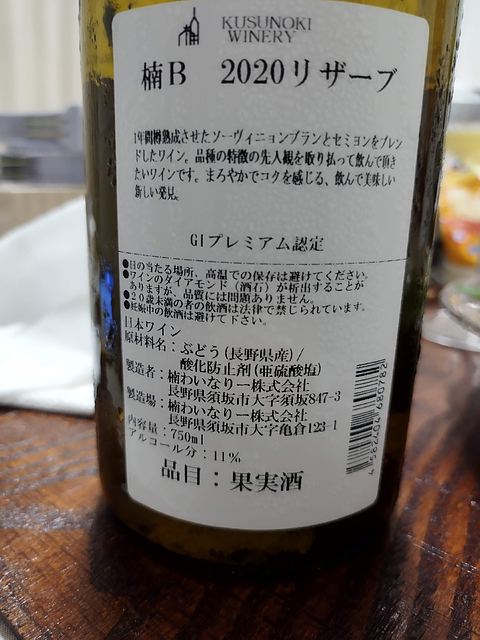 KUSUNOKI
WINERY
楠B 2020リザーブ
1年間樽熟成させたソーヴィニョンブランとセミヨンをブレン
ドしたワイン。品種の特徴の先入観を取り払って飲んで頂き
たいワインです。まろやかでコクを感じる、飲んで美味しい
新しい発見。
GIプレミアム認定
●日の当たる場所、高温での保存は避けてください。
●ワインのダイアモンド（酒石）が析出することが
ありますが、品質には問題ありません。
●20歳未満の者の飲酒は法律で禁じられています。
●妊娠中の飲酒は避けて下さい。
日本ワイン
原材料名：ぶどう(長野県産)/
酸化防止剤(亜硫酸塩)
製造者：楠わいなりー株式会社
長野県須坂市大字須坂847-3
製造場：楠わいなりー株式会社
長野県須坂市大字亀倉123-1
内容量：750ml
アルコール分：11%
品目：果実酒